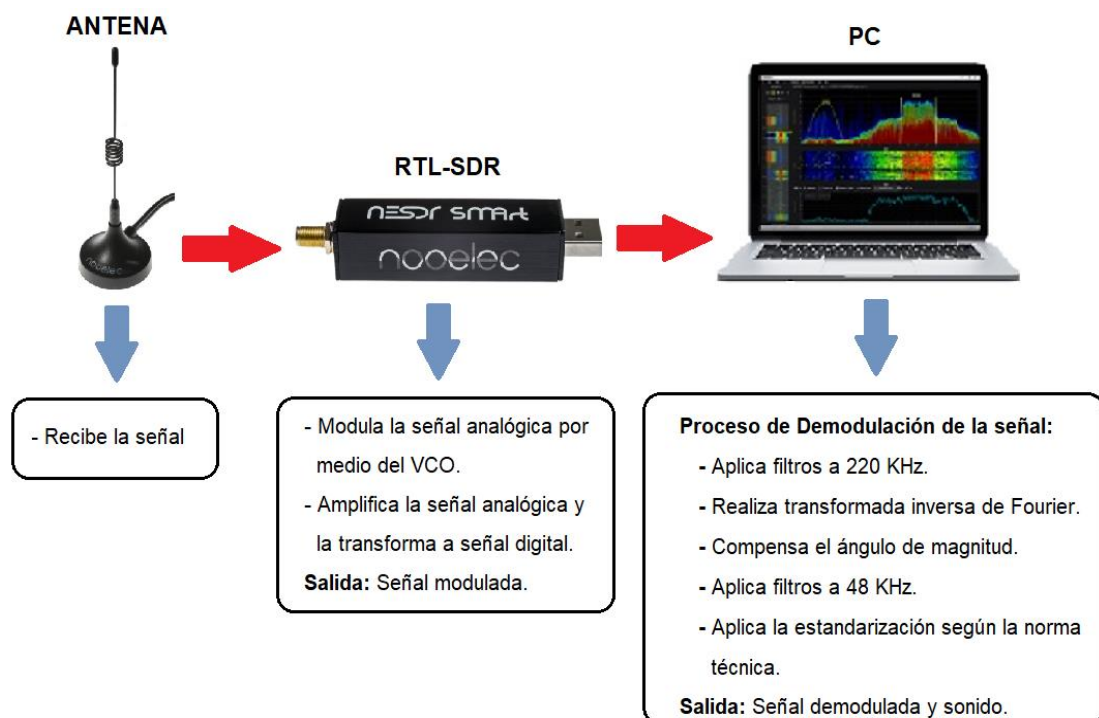 ANTENA
PC
RTL-SDR
NESDR SMArt
nooelec
nooelec
- Recibe la señal
- Modula la señal analógica por
medio del VCO.
- Amplifica la señal analógica y
la transforma a señal digital.
Salida: Señal modulada.
Proceso de Demodulación de la señal:
- Aplica filtros a 220 KHz.
- Realiza transformada inversa de Fourier.
- Compensa el ángulo de magnitud.
- Aplica filtros a 48 KHz.
- Aplica la estandarización según la norma
técnica.
Salida: Señal demodulada y sonido.